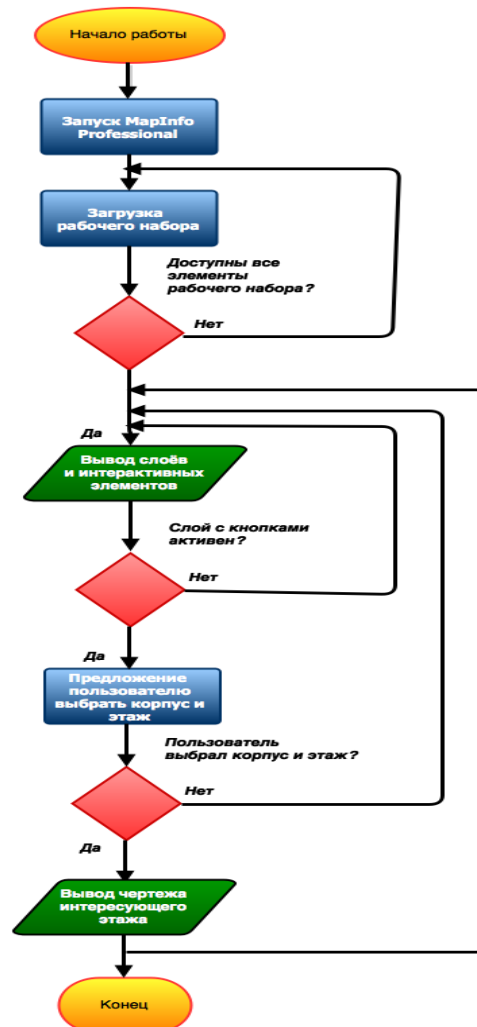 Начало работы
Запуск MapInfo
Professional
Загрузка
рабочего набора
Доступны все
элементы
рабочего набора?
Нет
Да
Вывод слоёв
и интерактивных
элементов
Слой с кнопками
активен?
Нет
Да
Предложение
пользователю
выбрать корпус и
этаж
Пользователь
выбрал корпус и этаж?
Нет
Да
Вывод чертежа
интересующего
этажа
Конец